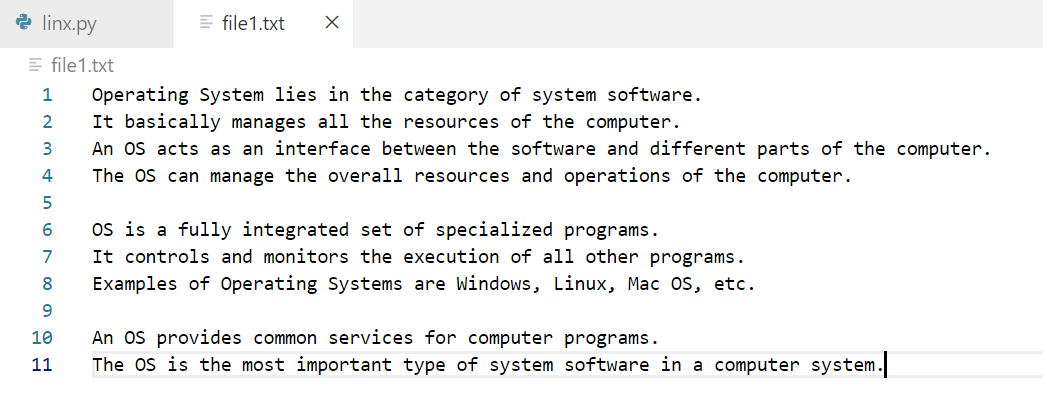 linx.py
file1.txt
file1.txt
1 Operating System lies in the category of system software.
2 It basically manages all the resources of the computer.
3 An OS acts as an interface between the software and different parts of the computer.
4 The OS can manage the overall resources and operations of the computer.
5
6 OS is a fully integrated set of specialized programs.
7 It controls and monitors the execution of all other programs.
8 Examples of Operating Systems are Windows, Linux, Mac OS, etc.
9
10 An OS provides common services for computer programs.
11 The OS is the most important type of system software in a computer system.